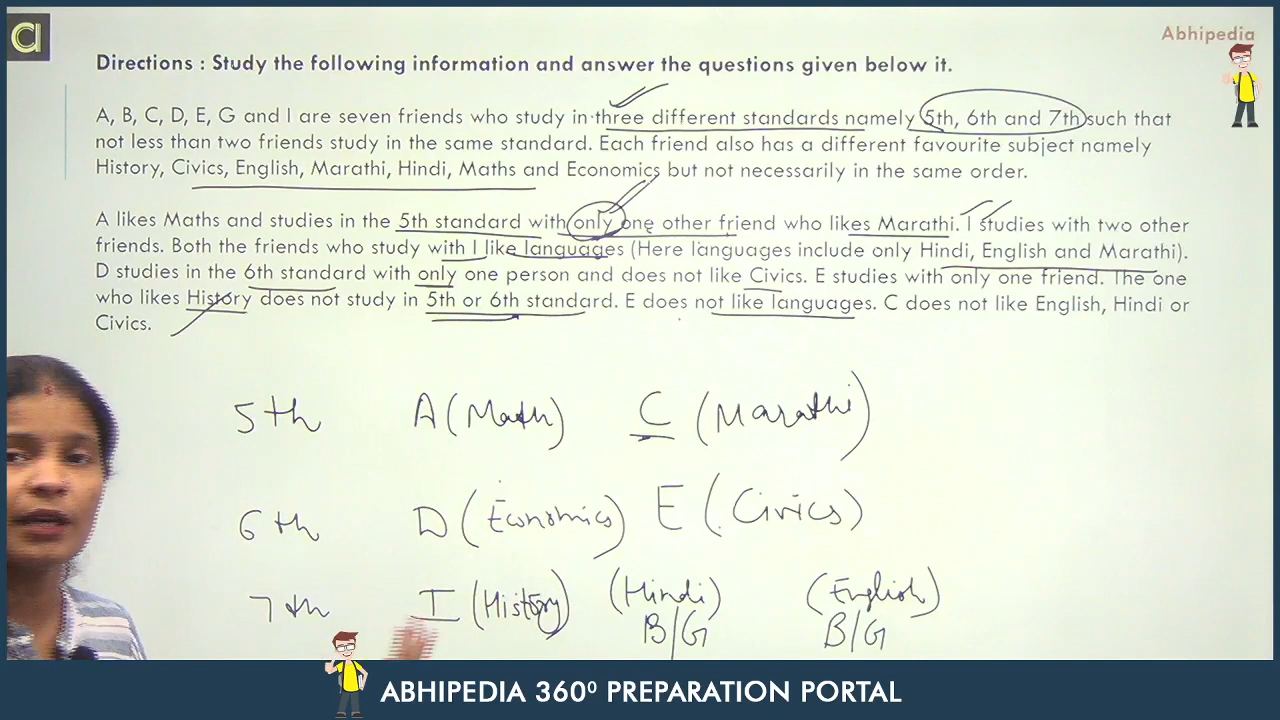 a
Abhipedia
Directions : Study the following information and answer the questions given below it.
A, B, C, D, E, G and I are seven friends who study in three different standards namely 5th, 6th and 7th such that
not less than two friends study in the same standard. Each friend also has a different favourite subject namely
History, Civics, English, Marathi, Hindi, Maths and Economics but not necessarily in the same order.
A likes Maths and studies in the 5th standard with only one other friend who likes Marathi. I studies with two other
friends. Both the friends who study with I like languages (Here languages include only Hindi, English and Marathi).
D studies in the 6th standard with only one person and does not like Civics. E studies with only one friend. The one
who likes History does not study in 5th or 6th standard. E does not like languages. C does not like English, Hindi or
Civics.
5th A (Math) C (Marathi)
6th D (Economics) E (Civics)
7th I (History) (Hindi) (English)
B/G B/G
ABHIPEDIA 360⁰ PREPARATION PORTAL